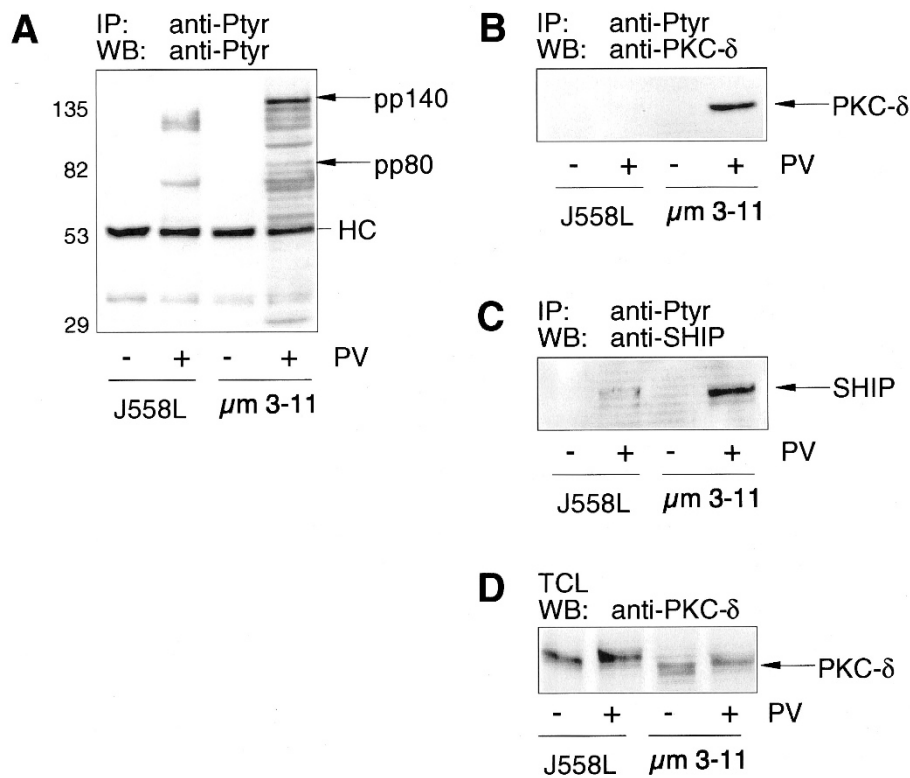 A
IP: anti-Ptyr
WB: anti-Ptyr
135
82
53
29
pp140
pp80
HC
- + - + PV
J558L µm 3-11
B
IP: anti-Ptyr
WB: anti-PKC-δ
PKC-δ
- + - + PV
J558L µm 3-11
C
IP: anti-Ptyr
WB: anti-SHIP
SHIP
- + - + PV
J558L µm 3-11
D
TCL
WB: anti-PKC-δ
PKC-δ
- + - + PV
J558L µm 3-11